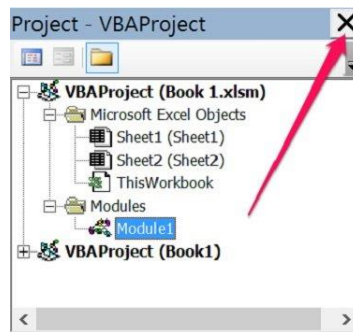 Project - VBAProject
VBAProject (Book 1.xlsm)
Microsoft Excel Objects
Sheet1 (Sheet1)
Sheet2 (Sheet2)
ThisWorkbook
Modules
Module1
VBAProject (Book1)